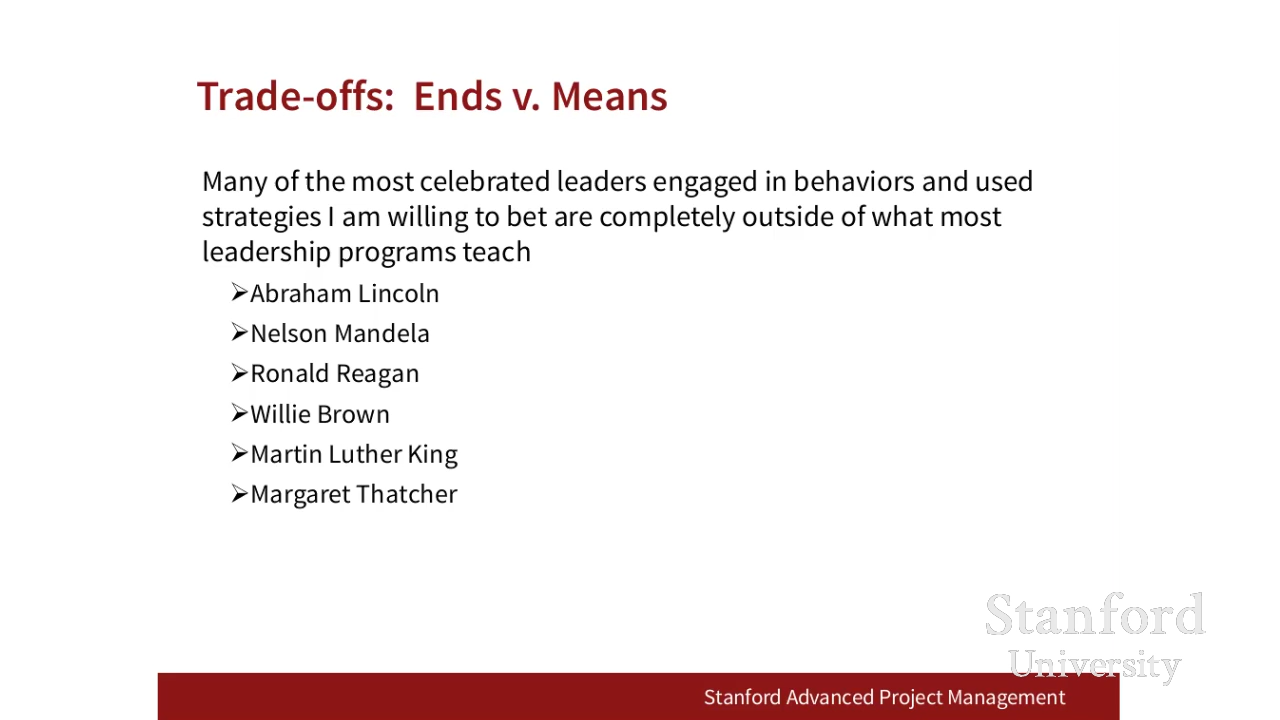 Trade-offs:  Ends v. Means
Many of the most celebrated leaders engaged in behaviors and used
strategies I am willing to bet are completely outside of what most
leadership programs teach
➢Abraham Lincoln
➢Nelson Mandela
➢Ronald Reagan
➢Willie Brown
➢Martin Luther King
➢Margaret Thatcher
Stanford
University
Stanford Advanced Project Management